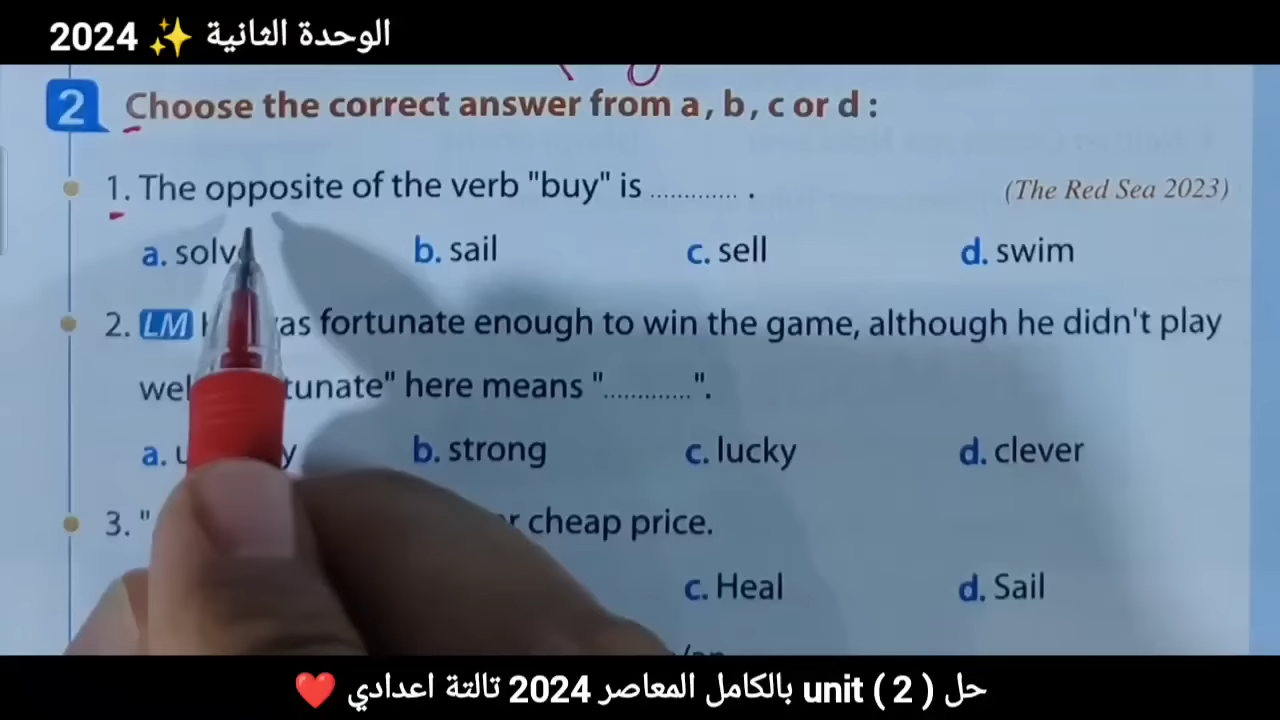 الوحدة الثانية ✨ 2024
2 Choose the correct answer from a, b, c or d :
1. The opposite of the verb "buy" is ............. .
(The Red Sea 2023)
a. solve b. sail c. sell d. swim
2. LM as fortunate enough to win the game, although he didn't play
wel tunate" here means ".............".
a. b. strong c. lucky d. clever
3. " cheap price.
c. Heal d. Sail
حل unit ( 2 ) بالكامل المعاصر 2024 تالتة اعدادي ❤️